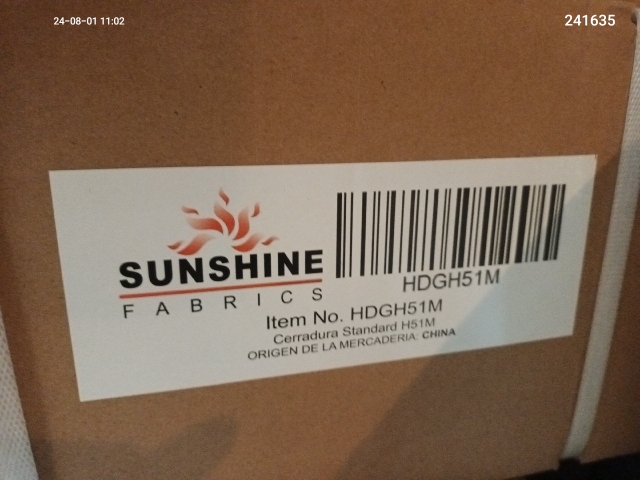 24-08-01 11:02
241635
SUNSHINE
FABRICS
HDGH51M
Item No. HDGH51M
Cerradura Standard H51M
ORIGEN DE LA MERCADERIA: CHINA